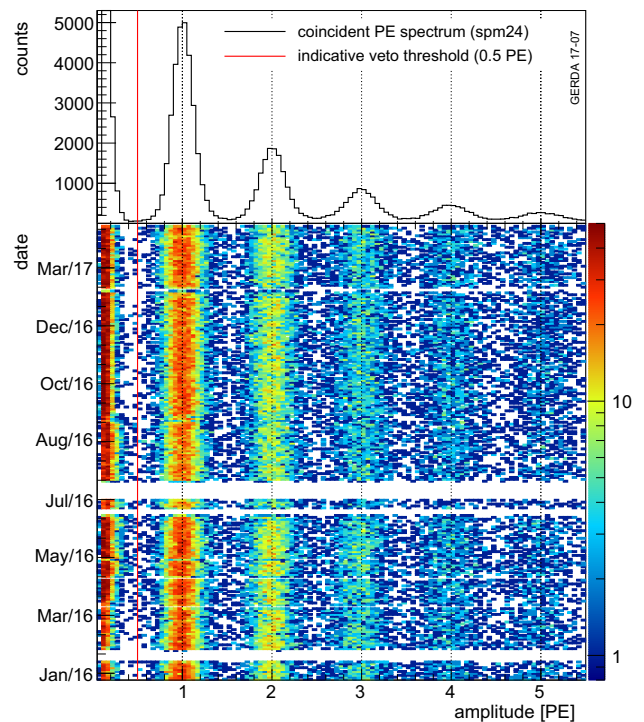 counts
5000
4000
3000
2000
1000
coincident PE spectrum (spm24)
indicative veto threshold (0.5 PE)
GERDA 17-07
date
Mar/17
Dec/16
Oct/16
Aug/16
Jul/16
May/16
Mar/16
Jan/16
10
1
1 2 3 4 5
amplitude [PE]